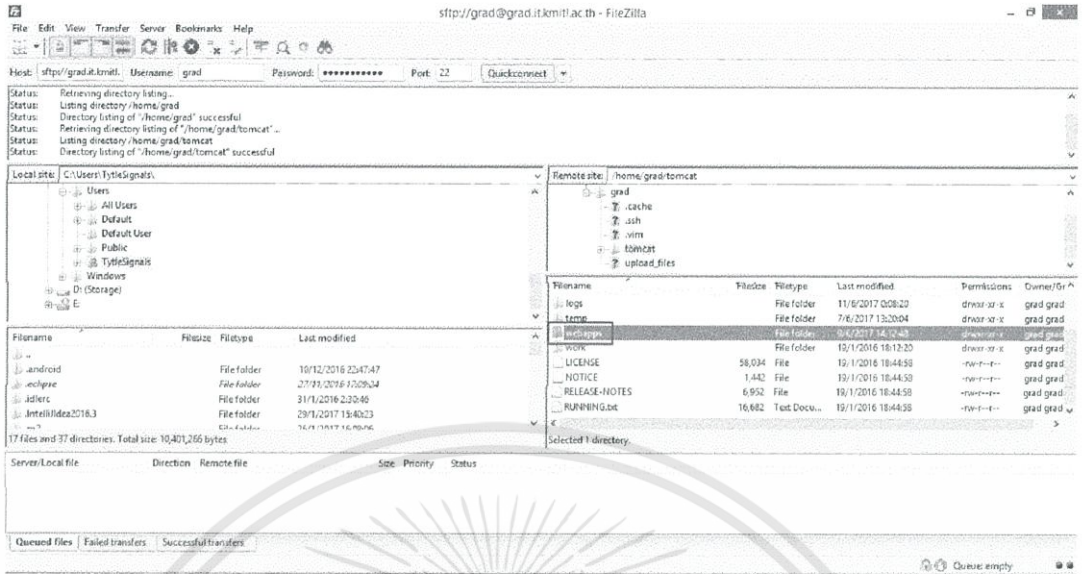 sftp://grad@grad.it.kmitl.ac.th - FileZilla
File Edit View Transfer Server Bookmarks Help
Host: sftp://grad.it.kmitl. Username: grad Password: ●●●●●●●●●●● Port: 22 Quickconnect
Status: Retrieving directory listing...
Status: Listing directory /home/grad
Status: Directory listing of "/home/grad" successful
Status: Retrieving directory listing of "/home/grad/tomcat"...
Status: Listing directory /home/grad/tomcat
Status: Directory listing of "/home/grad/tomcat" successful
Local site: C:\Users\TytleSignals\
Users
All Users
Default
Default User
Public
TytleSignals
Windows
D: (Storage)
E:
Remote site: /home/grad/tomcat
grad
.cache
.ssh
.vim
tomcat
upload_files
Filename Filesize Filetype Last modified
..
.android File folder 10/12/2016 22:47:47
.eclipse File folder 27/11/2016 17:09:24
.idlerc File folder 31/1/2016 2:30:46
.IntelliJIdea2016.3 File folder 29/1/2017 15:40:23
.m2 File folder
17 files and 37 directories. Total size: 10,401,266 bytes
Filename Filesize Filetype Last modified Permissions Owner/Gr
logs File folder 11/6/2017 0:08:20 drwxr-xr-x grad grad
temp File folder 7/6/2017 13:20:04 drwxr-xr-x grad grad
webapps File folder drwxr-xr-x grad grad
work File folder 19/1/2016 18:12:20 drwxr-xr-x grad grad
LICENSE 58,034 File 19/1/2016 18:44:58 -rw-r--r-- grad grad
NOTICE 1,442 File 19/1/2016 18:44:58 -rw-r--r-- grad grad
RELEASE-NOTES 6,952 File 19/1/2016 18:44:58 -rw-r--r-- grad grad
RUNNING.txt 16,682 Text Docu... 19/1/2016 18:44:58 -rw-r--r-- grad grad
Selected 1 directory.
Server/Local file Direction Remote file Size Priority Status
Queued files Failed transfers Successful transfers
Queue: empty